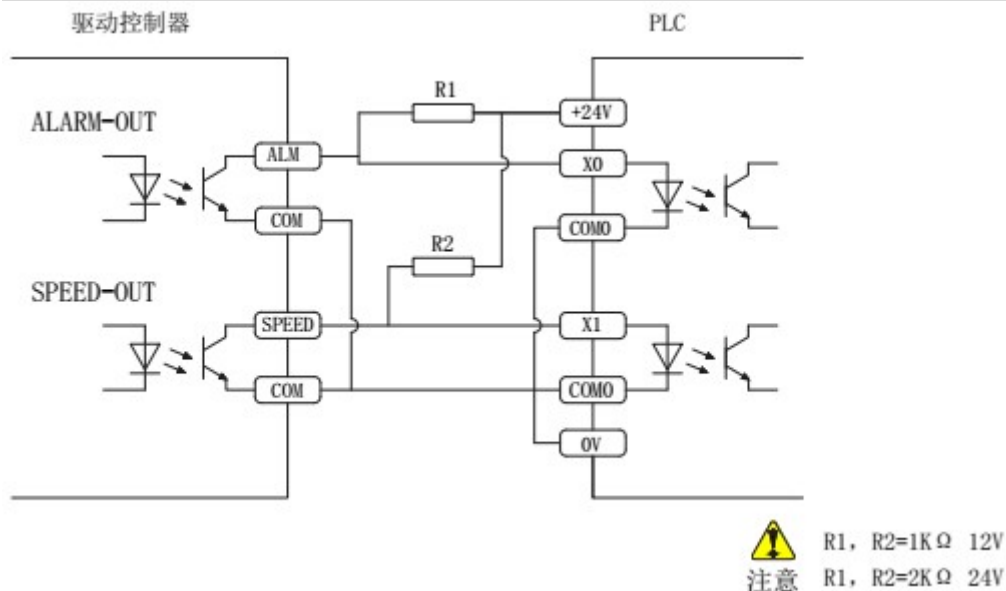 驱动控制器
PLC
ALARM-OUT
R1
+24V
ALM
X0
COM
COM0
R2
SPEED-OUT
SPEED
X1
COM
COM0
0V
R1, R2=1KΩ 12V
注意 R1, R2=2KΩ 24V